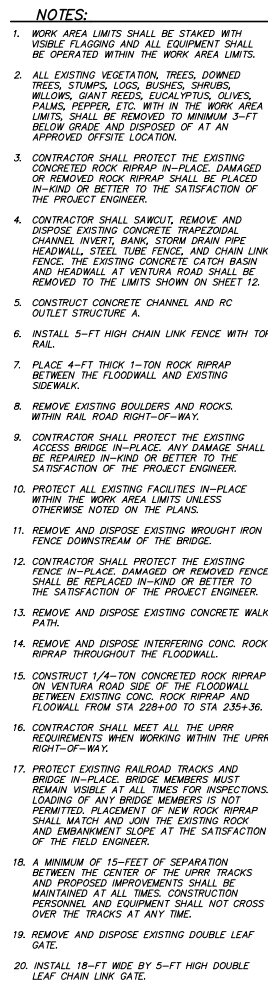 NOTES:
1. WORK AREA LIMITS SHALL BE STAKED WITH
VISIBLE FLAGGING AND ALL EQUIPMENT SHALL
BE OPERATED WITHIN THE WORK AREA LIMITS.
2. ALL EXISTING VEGETATION, TREES, DOWNED
TREES, STUMPS, LOGS, BUSHES, SHRUBS,
WILLOWS, GIANT REEDS, EUCALYPTUS, OLIVES,
PALMS, PEPPER, ETC. WITH IN THE WORK AREA
LIMITS, SHALL BE REMOVED TO MINIMUM 3-FT
BELOW GRADE AND DISPOSED OF AT AN
APPROVED OFFSITE LOCATION.
3. CONTRACTOR SHALL PROTECT THE EXISTING
CONCRETED ROCK RIPRAP IN-PLACE. DAMAGED
OR REMOVED ROCK RIPRAP SHALL BE PLACED
IN-KIND OR BETTER TO THE SATISFACTION OF
THE PROJECT ENGINEER.
4. CONTRACTOR SHALL SAWCUT, REMOVE AND
DISPOSE EXISTING CONCRETE TRAPEZOIDAL
CHANNEL INVERT, BANK, STORM DRAIN PIPE
HEADWALL, STEEL TUBE FENCE, AND CHAIN LINK
FENCE. THE EXISTING CONCRETE CATCH BASIN
AND HEADWALL AT VENTURA ROAD SHALL BE
REMOVED TO THE LIMITS SHOWN ON SHEET 12.
5. CONSTRUCT CONCRETE CHANNEL AND RC
OUTLET STRUCTURE A.
6. INSTALL 5-FT HIGH CHAIN LINK FENCE WITH TOP
RAIL.
7. PLACE 4-FT THICK 1-TON ROCK RIPRAP
BETWEEN THE FLOODWALL AND EXISTING
SIDEWALK.
8. REMOVE EXISTING BOULDERS AND ROCKS.
WITHIN RAIL ROAD RIGHT-OF-WAY.
9. CONTRACTOR SHALL PROTECT THE EXISTING
ACCESS BRIDGE IN-PLACE. ANY DAMAGE SHALL
BE REPAIRED IN-KIND OR BETTER TO THE
SATISFACTION OF THE PROJECT ENGINEER.
10. PROTECT ALL EXISTING FACILITIES IN-PLACE
WITHIN THE WORK AREA LIMITS UNLESS
OTHERWISE NOTED ON THE PLANS.
11. REMOVE AND DISPOSE EXISTING WROUGHT IRON
FENCE DOWNSTREAM OF THE BRIDGE.
12. CONTRACTOR SHALL PROTECT THE EXISTING
FENCE IN-PLACE. DAMAGED OR REMOVED FENCE
SHALL BE REPLACED IN-KIND OR BETTER TO
THE SATISFACTION OF THE PROJECT ENGINEER.
13. REMOVE AND DISPOSE EXISTING CONCRETE WALK
PATH.
14. REMOVE AND DISPOSE INTERFERING CONC. ROCK
RIPRAP THROUGHOUT THE FLOODWALL.
15. CONSTRUCT 1/4-TON CONCRETED ROCK RIPRAP
ON VENTURA ROAD SIDE OF THE FLOODWALL
BETWEEN EXISTING CONC. ROCK RIPRAP AND
FLOOWALL FROM STA 228+00 TO STA 235+36.
16. CONTRACTOR SHALL MEET ALL THE UPRR
REQUIREMENTS WHEN WORKING WITHIN THE UPRR
RIGHT-OF-WAY.
17. PROTECT EXISTING RAILROAD TRACKS AND
BRIDGE IN-PLACE. BRIDGE MEMBERS MUST
REMAIN VISIBLE AT ALL TIMES FOR INSPECTIONS.
LOADING OF ANY BRIDGE MEMBERS IS NOT
PERMITTED. PLACEMENT OF NEW ROCK RIPRAP
SHALL MATCH AND JOIN THE EXISTING ROCK
AND EMBANKMENT SLOPE AT THE SATISFACTION
OF THE FIELD ENGINEER.
18. A MINIMUM OF 15-FEET OF SEPARATION
BETWEEN THE CENTER OF THE UPRR TRACKS
AND PROPOSED IMPROVEMENTS SHALL BE
MAINTAINED AT ALL TIMES. CONSTRUCTION
PERSONNEL AND EQUIPMENT SHALL NOT CROSS
OVER THE TRACKS AT ANY TIME.
19. REMOVE AND DISPOSE EXISTING DOUBLE LEAF
GATE.
20. INSTALL 18-FT WIDE BY 5-FT HIGH DOUBLE
LEAF CHAIN LINK GATE.